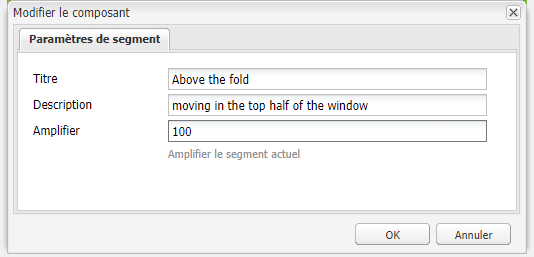 Modifier le composant
Paramètres de segment
Titre Above the fold
Description moving in the top half of the window
Amplifier 100
Amplifier le segment actuel
OK Annuler